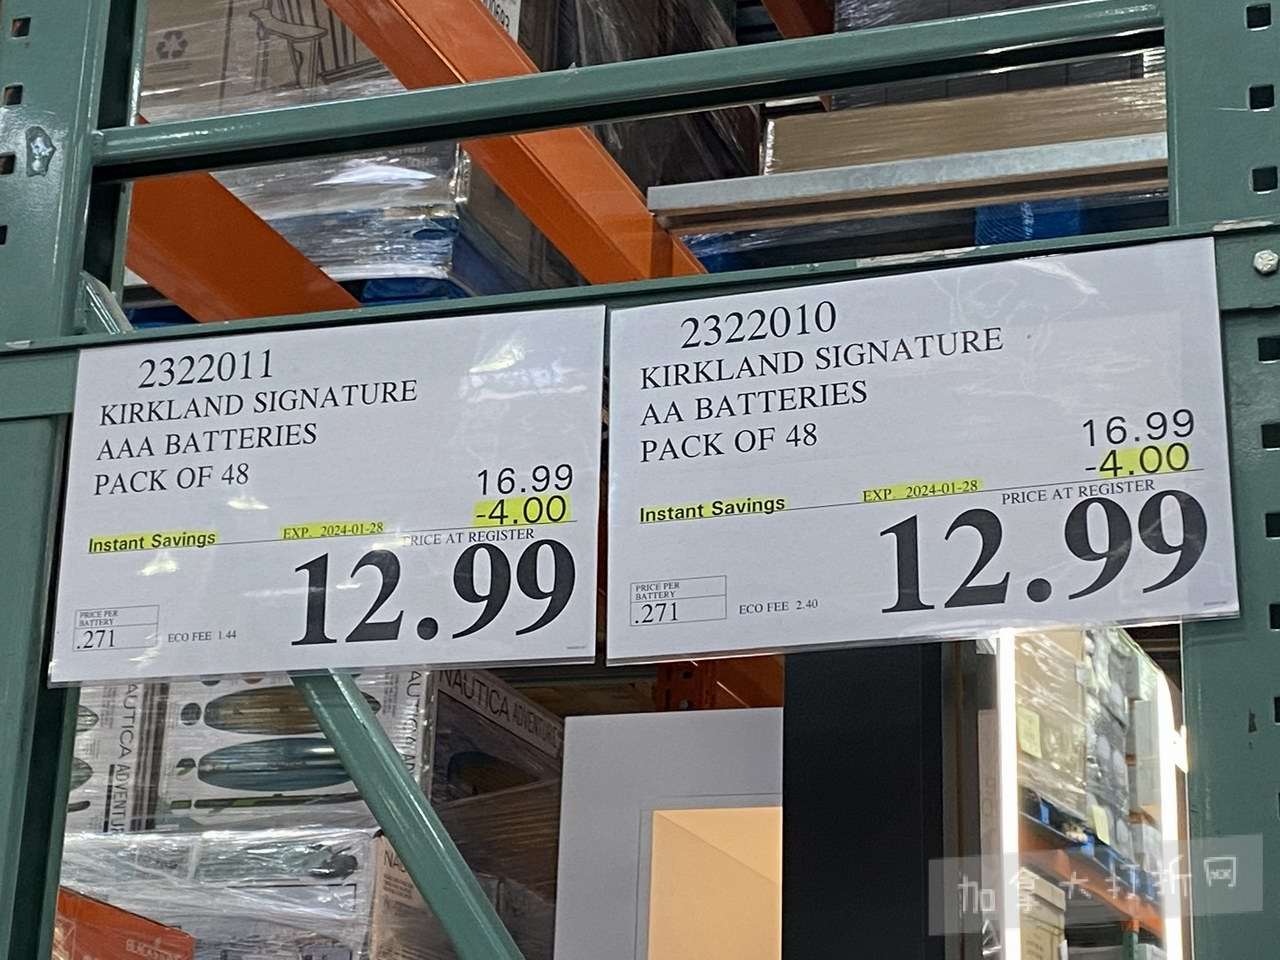 2322011
KIRKLAND SIGNATURE
AAA BATTERIES
PACK OF 48
16.99
-4.00
Instant Savings
EXP. 2024-01-28
PRICE AT REGISTER
12.99
PRICE PER
BATTERY
.271
ECO FEE 1.44
2322010
KIRKLAND SIGNATURE
AA BATTERIES
PACK OF 48
16.99
-4.00
Instant Savings
EXP. 2024-01-28
PRICE AT REGISTER
12.99
PRICE PER
BATTERY
.271
ECO FEE 2.40
NAUTICA ADVENTURE
NAUTICA
加拿大打折网